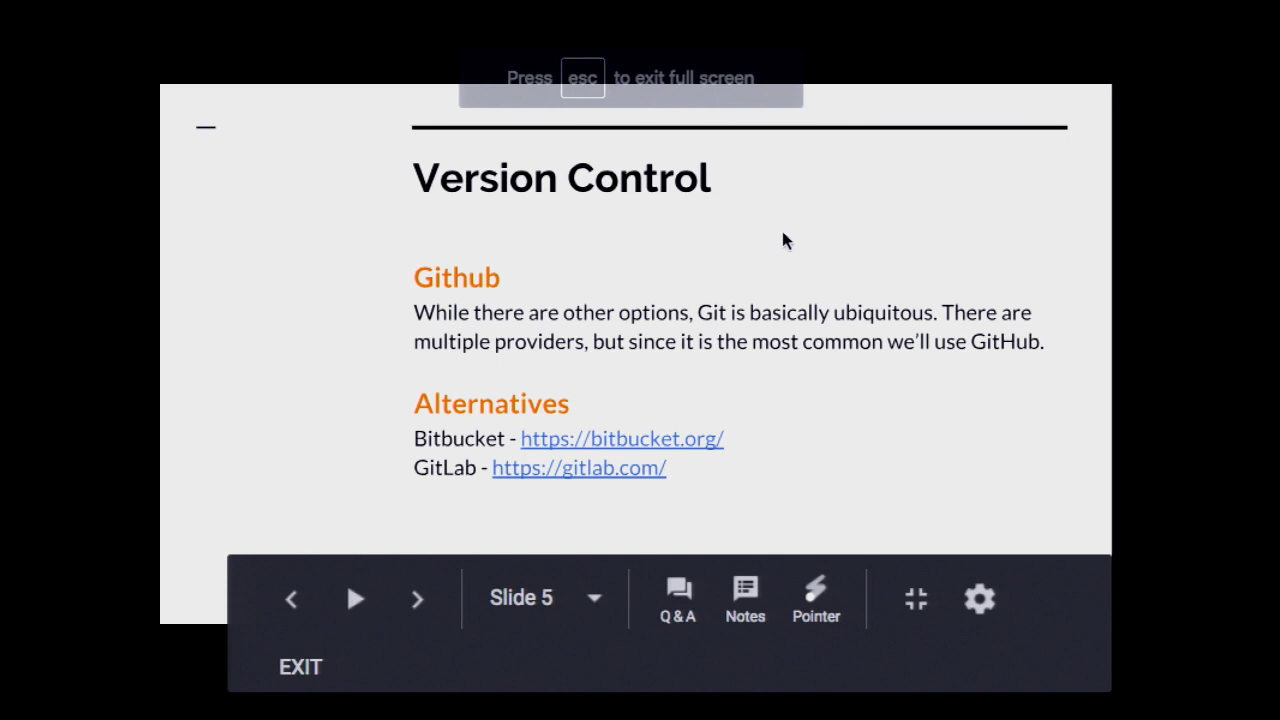 Press esc to exit full screen
Version Control
Github
While there are other options, Git is basically ubiquitous. There are
multiple providers, but since it is the most common we’ll use GitHub.
Alternatives
Bitbucket - https://bitbucket.org/
GitLab - https://gitlab.com/
Slide 5
Q & A
Notes
Pointer
EXIT